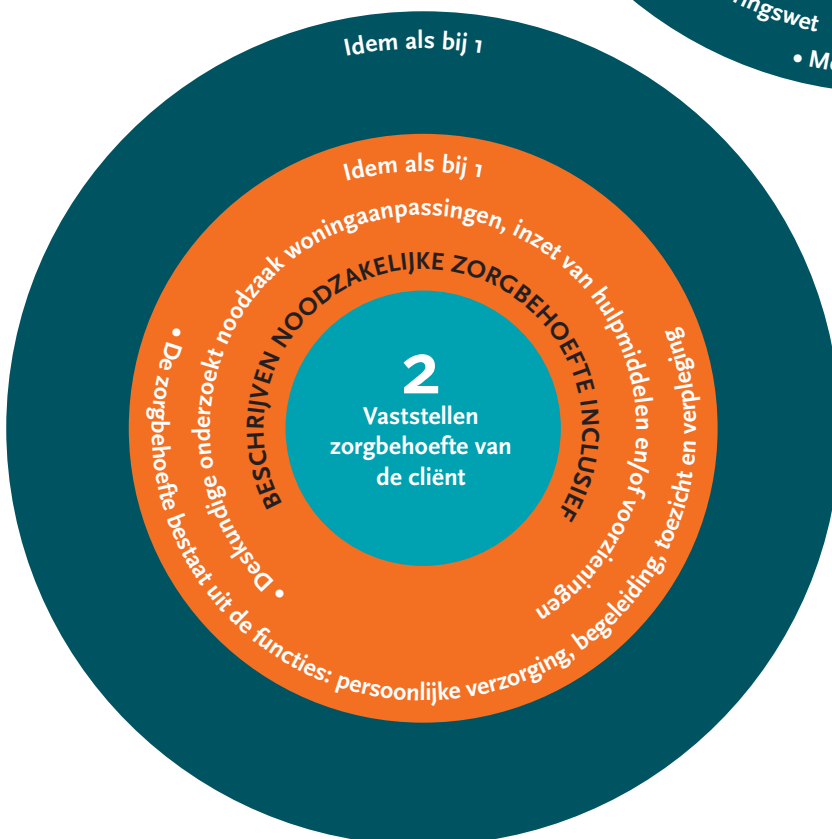 ringswet
• M
Idem als bij 1
Idem als bij 1
• Deskundige onderzoekt noodzaak woningaanpassingen, inzet van hulpmiddelen en/of voorzieningen
BESCHRIJVEN NOODZAKELIJKE ZORGBEHOEFTE INCLUSIEF
2
Vaststellen
zorgbehoefte van
de cliënt
• De zorgbehoefte bestaat uit de functies: persoonlijke verzorging, begeleiding, toezicht en verpleging